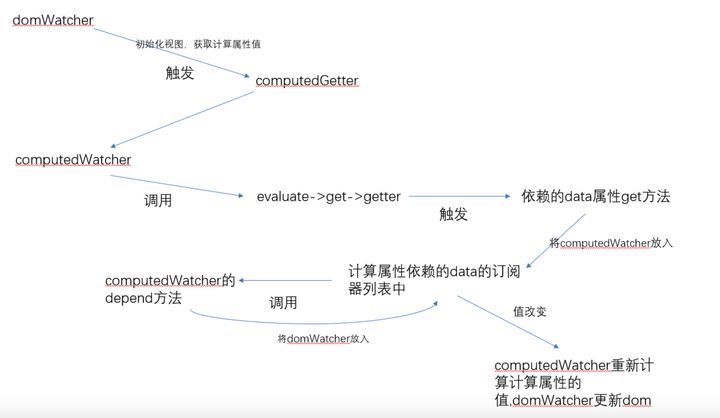 domWatcher
初始化视图，获取计算属性值
触发
computedGetter
computedWatcher
调用
evaluate->get->getter
触发
依赖的data属性get方法
将computedWatcher放入
计算属性依赖的data的订阅
器列表中
computedWatcher的
depend方法
调用
将domWatcher放入
值改变
computedWatcher重新计
算计算属性的
值,domWatcher更新dom